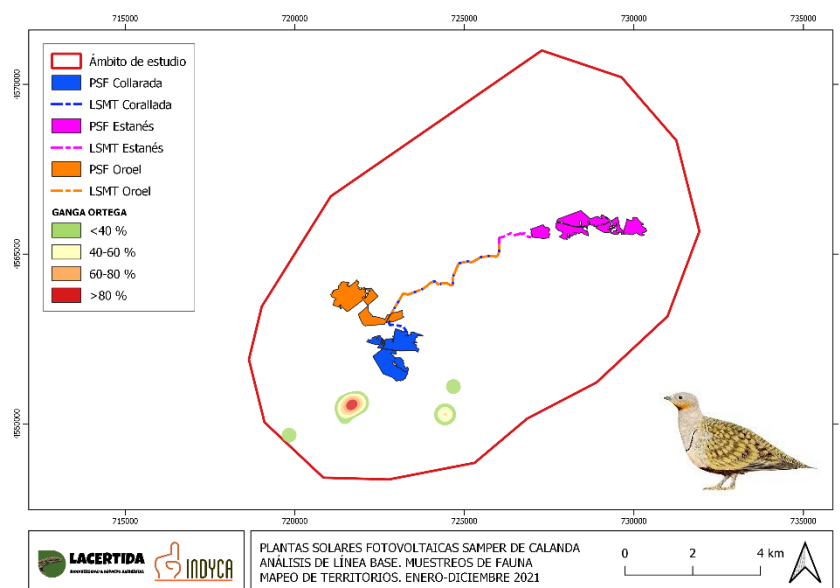 715000 720000 725000 730000 735000
Ámbito de estudio
PSF Collarada
LSMT Corallada
PSF Estanés
LSMT Estanés
PSF Oroel
LSMT Oroel
GANGA ORTEGA
<40 %
40-60 %
60-80 %
>80 %
4570000
4565000
4560000
715000 720000 725000 730000 735000
LACERTIDA
INDYCA
PLANTAS SOLARES FOTOVOLTAICAS SAMPER DE CALANDA
ANÁLISIS DE LÍNEA BASE. MUESTREOS DE FAUNA
MAPEO DE TERRITORIOS. ENERO-DICIEMBRE 2021
0 2 4 km